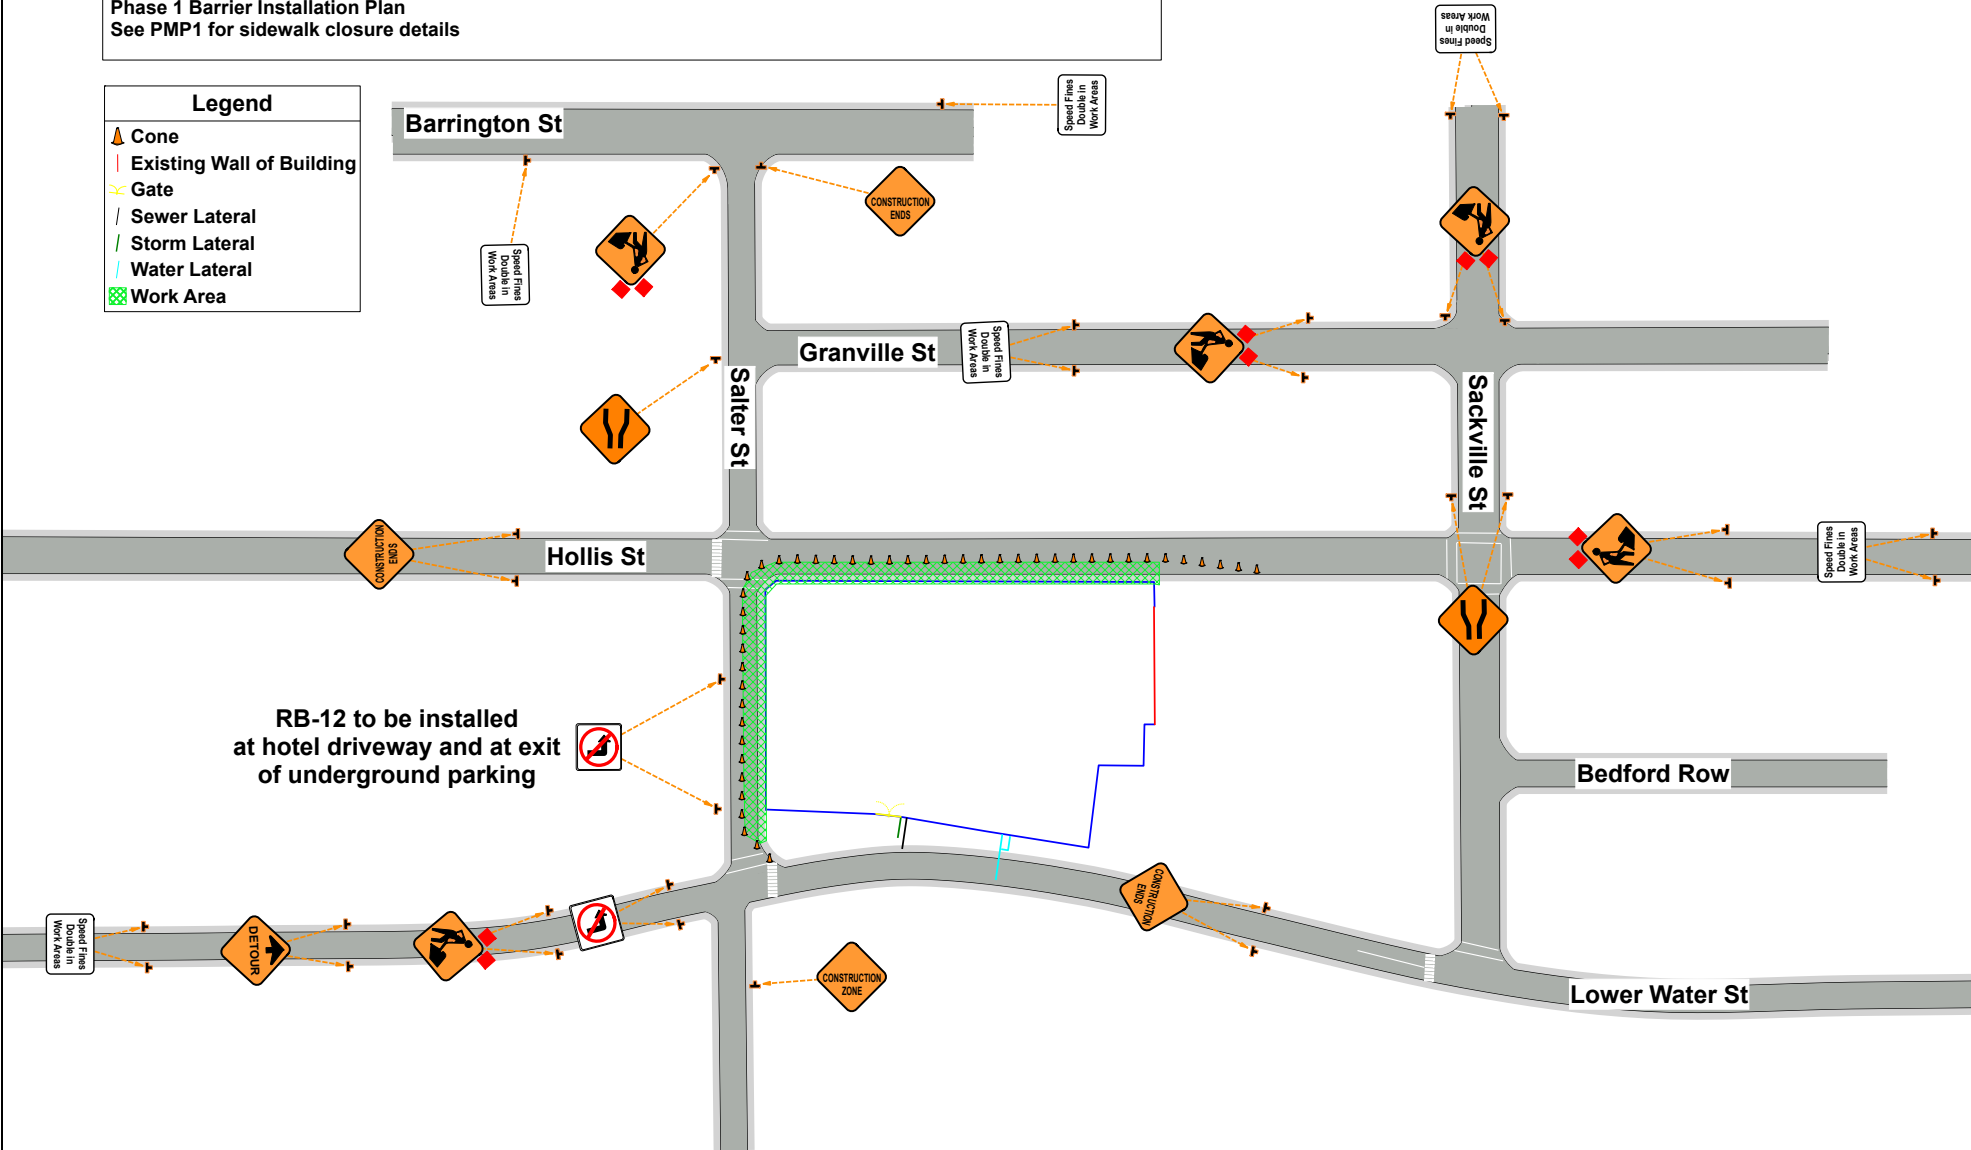 Phase 1 Barrier Installation Plan
See PMP1 for sidewalk closure details
Speed Fines
Double in
Work Areas
Legend
Cone
Existing Wall of Building
Gate
Sewer Lateral
Storm Lateral
Water Lateral
Work Area
Barrington St
Speed Fines
Double in
Work Areas
CONSTRUCTION
ENDS
Speed Fines
Double in
Work Areas
Granville St
Speed Fines
Double in
Work Areas
Salter St
Sackville St
Hollis St
CONSTRUCTION
ENDS
Speed Fines
Double in
Work Areas
RB-12 to be installed
at hotel driveway and at exit
of underground parking
Bedford Row
CONSTRUCTION
ENDS
Speed Fines
Double in
Work Areas
DETOUR
CONSTRUCTION
ZONE
Lower Water St